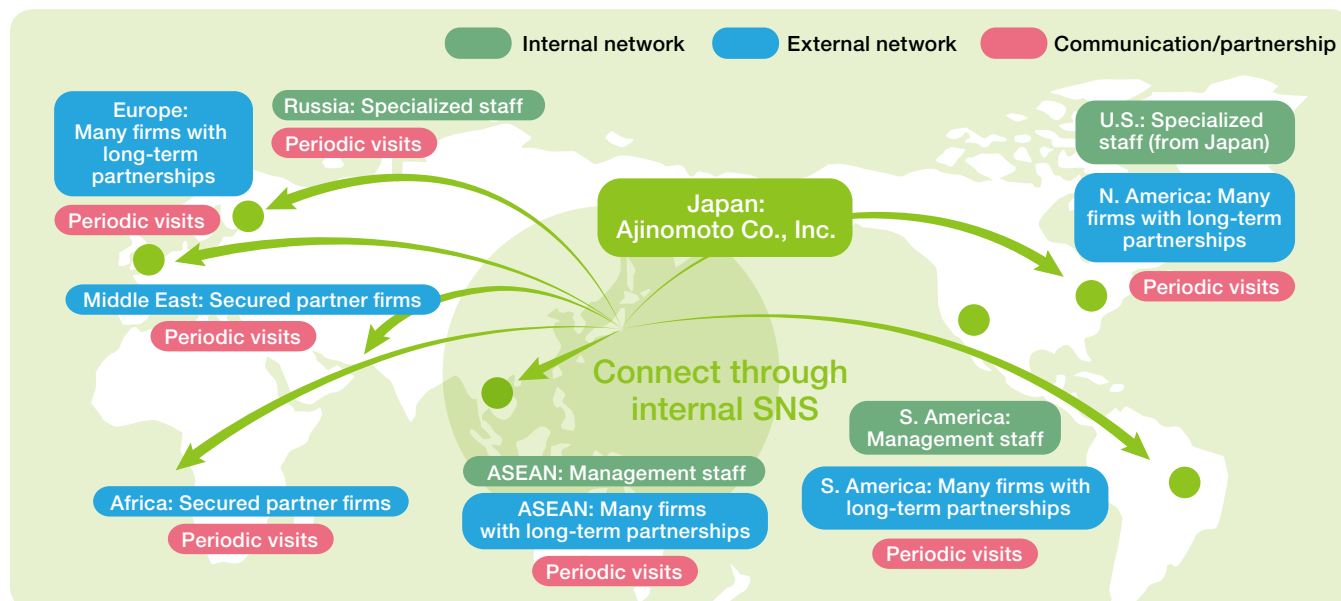 Internal network
External network
Communication/partnership
Europe:
Many firms with
long-term
partnerships
Periodic visits
Russia: Specialized staff
Periodic visits
Japan:
Ajinomoto Co., Inc.
U.S.: Specialized
staff (from Japan)
N. America: Many
firms with long-term
partnerships
Periodic visits
Middle East: Secured partner firms
Periodic visits
Connect through
internal SNS
Africa: Secured partner firms
Periodic visits
ASEAN: Management staff
ASEAN: Many firms
with long-term partnerships
Periodic visits
S. America:
Management staff
S. America: Many firms with
long-term partnerships
Periodic visits